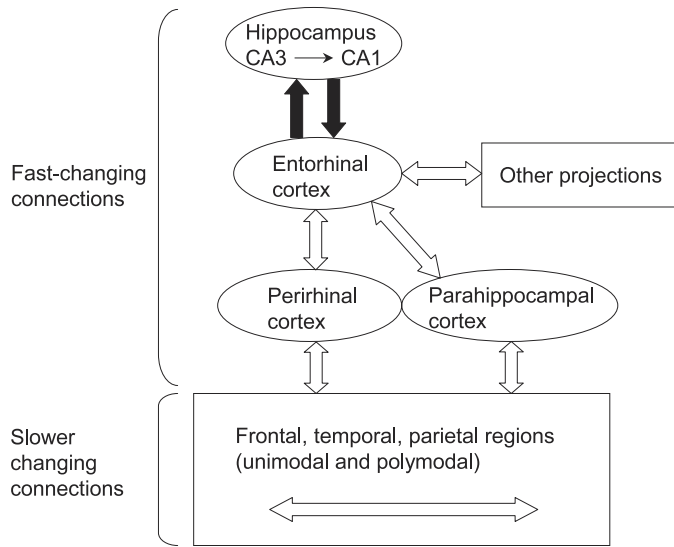 Hippocampus
CA3 → CA1
Fast-changing
connections
Entorhinal
cortex
Other projections
Perirhinal
cortex
Parahippocampal
cortex
Slower
changing
connections
Frontal, temporal, parietal regions
(unimodal and polymodal)